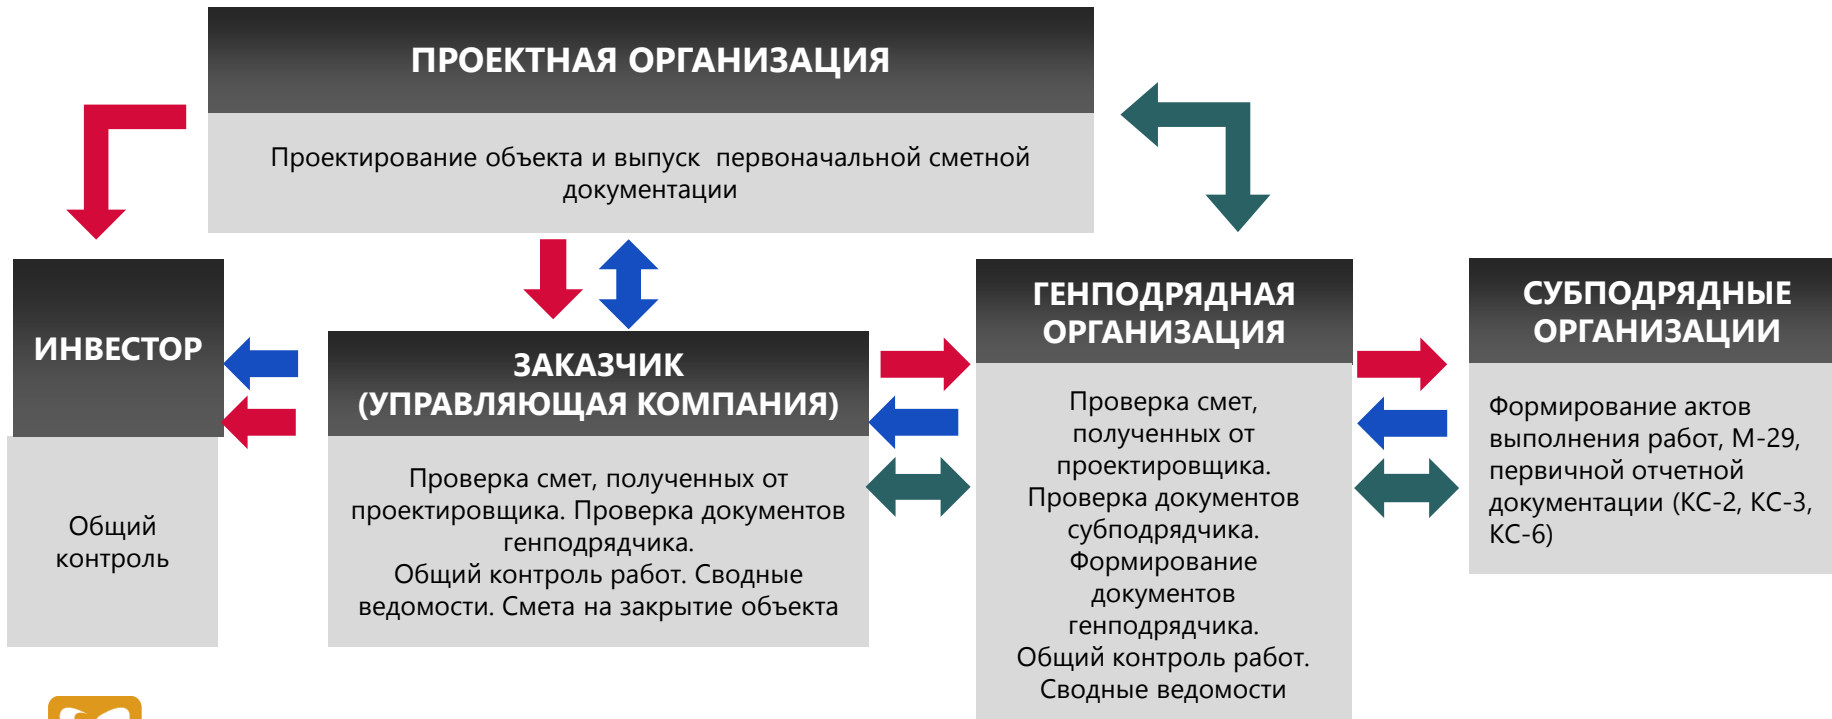 ПРОЕКТНАЯ ОРГАНИЗАЦИЯ
Проектирование объекта и выпуск  первоначальной сметной
документации
ИНВЕСТОР
Общий
контроль
ЗАКАЗЧИК
(УПРАВЛЯЮЩАЯ КОМПАНИЯ)
Проверка смет, полученных от
проектировщика. Проверка документов
генподрядчика.
Общий контроль работ. Сводные
ведомости. Смета на закрытие объекта
ГЕНПОДРЯДНАЯ
ОРГАНИЗАЦИЯ
Проверка смет,
полученных от
проектировщика.
Проверка документов
субподрядчика.
Формирование
документов
генподрядчика.
Общий контроль работ.
Сводные ведомости
СУБПОДРЯДНЫЕ
ОРГАНИЗАЦИИ
Формирование актов
выполнения работ, М-29,
первичной отчетной
документации (КС-2, КС-3,
КС-6)